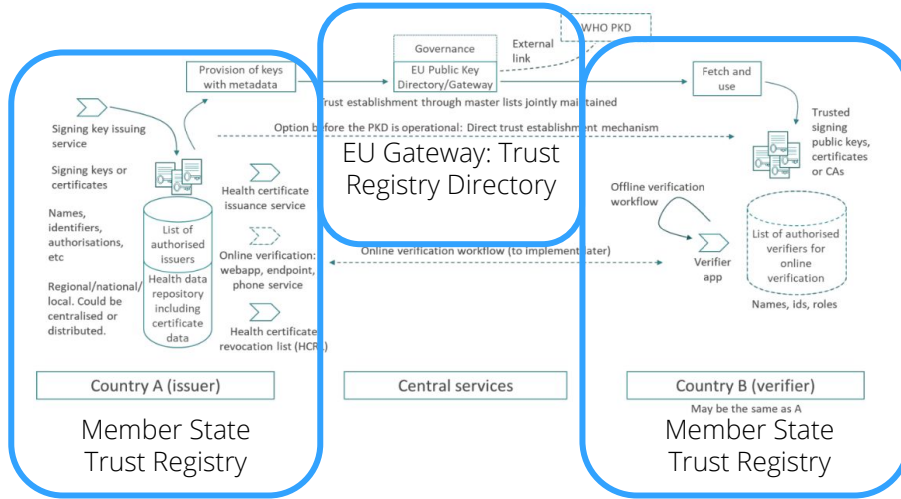 WHO PKD
Governance
External
link
Provision of keys
with metadata
EU Public Key
Directory/Gateway
Fetch and
use
Trust establishment through master lists jointly maintained
Signing key issuing
service
Option before the PKD is operational: Direct trust establishment mechanism
Trusted
signing
public keys,
certificates
or CAs
EU Gateway: Trust
Registry Directory
Signing keys or
certificates
Health certificate
issuance service
Offline verification
workflow
Names,
identifiers,
authorisations,
etc
List of
authorised
issuers
Online verification:
webapp, endpoint,
phone service
Online verification workflow (to implement later)
Verifier
app
List of authorised
verifiers for
online
verification
Regional/national/
local. Could be
centralised or
distributed.
Health data
repository
including
certificate
data
Names, ids, roles
Health certificate
revocation list (HCRL)
Country A (issuer)
Central services
Country B (verifier)
May be the same as A
Member State
Trust Registry
Member State
Trust Registry